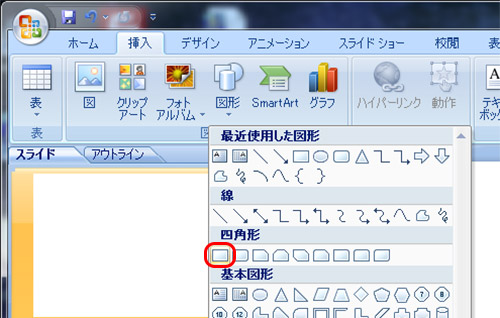 ホーム 挿入 デザイン アニメーション スライド ショー 校閲 表
表 図 クリップ アート フォト アルバム 図形 SmartArt グラフ ハイパーリンク 動作 テキ ボック
表
スライド アウトライン
最近使用した図形
線
四角形
基本図形